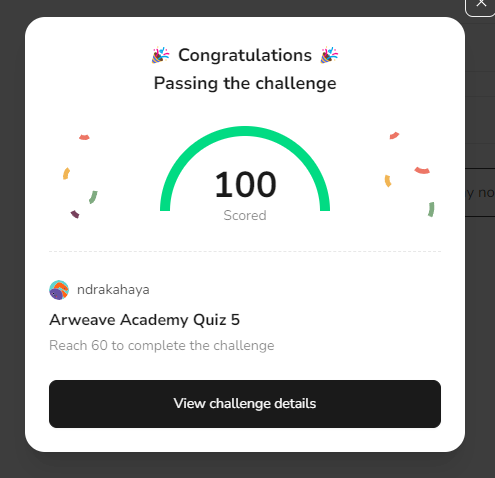 🎉 Congratulations 🎉
Passing the challenge
100
Scored
ndrakahaya
Arweave Academy Quiz 5
Reach 60 to complete the challenge
View challenge details